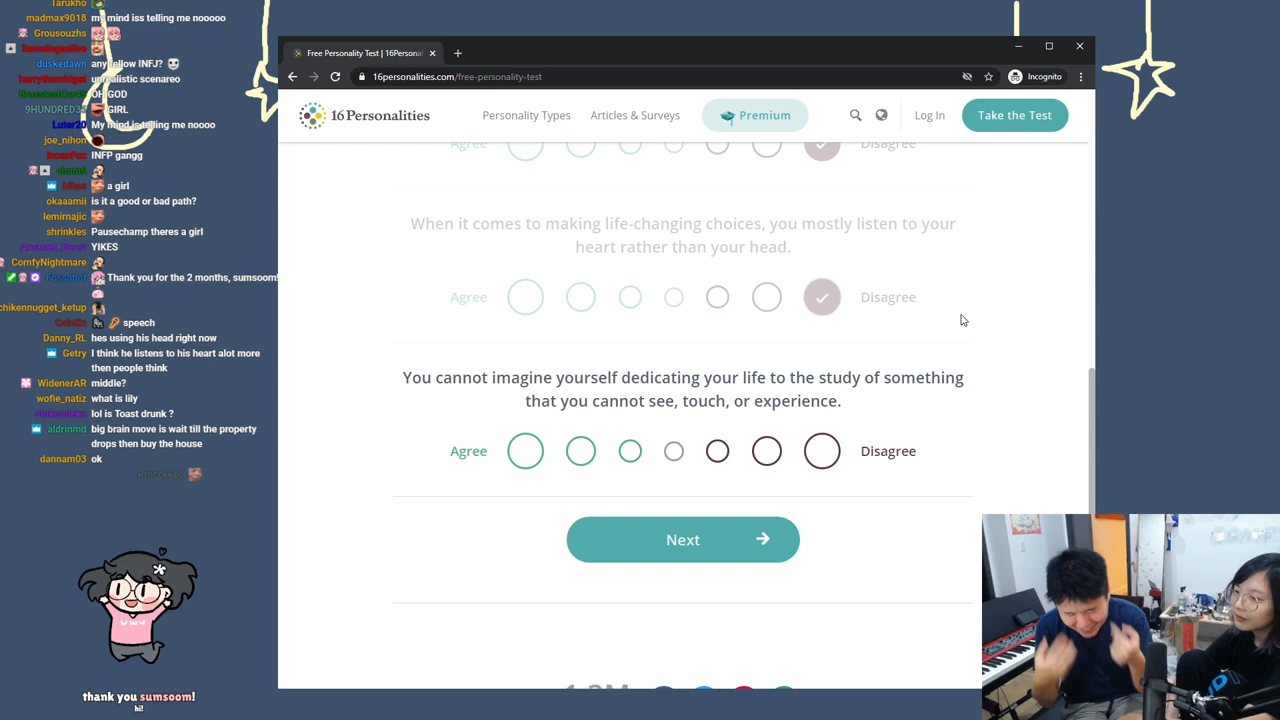 Tarukho
madmax9018 my mind iss telling me nooooo
Grousouzhs
duskedawn any fellow INFJ?
unrealistic scenareo
OH GOD
GIRL
Luter20 My mind is telling me noooo
joe_nihon
INFP gangg
a girl
okaaamii is it a good or bad path?
lemirnajic
shrinkles Pausechamp theres a girl
YIKES
ComfyNightmare
Fossabot Thank you for the 2 months, sumsoom!
chikennugget_ketup
speech
Danny_RL hes using his head right now
Getry I think he listens to his heart alot more
then people think
WidenerAR middle?
wofie_natiz what is lily
lol is Toast drunk ?
aldrinmd big brain move is wait till the property
drops then buy the house
dannam03 ok
UWU
thank you sumsoom!
hi!
Free Personality Test | 16Personal
16personalities.com/free-personality-test
Incognito
16Personalities
Personality Types
Articles & Surveys
Premium
Log In
Take the Test
Agree
Disagree
When it comes to making life-changing choices, you mostly listen to your
heart rather than your head.
Agree
Disagree
You cannot imagine yourself dedicating your life to the study of something
that you cannot see, touch, or experience.
Agree
Disagree
Next